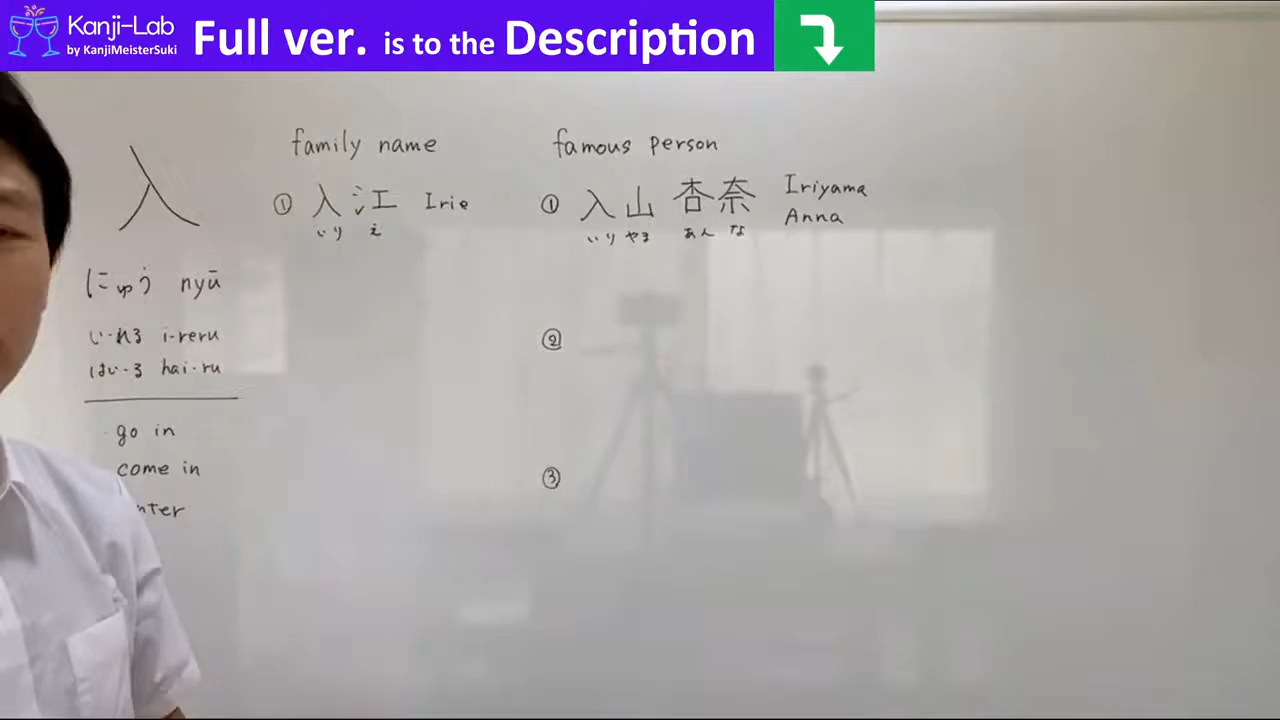 Kanji-Lab
by KanjiMeisterSuki
Full ver. is to the Description
入
にゅう nyū
い-れる i-reru
はい-る hai-ru
go in
come in
nter
family name
① 入江 Irie
いり え
famous person
① 入山 杏奈 Iriyama
Anna
いり やま あん な
②
③